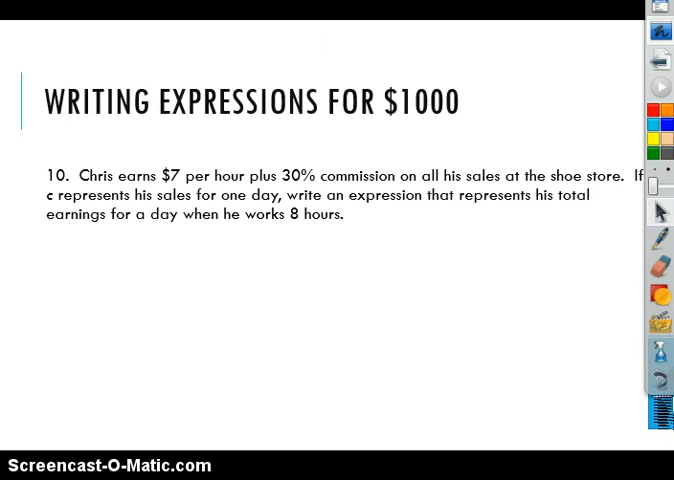 WRITING EXPRESSIONS FOR $1000
10. Chris earns $7 per hour plus 30% commission on all his sales at the shoe store. If
c represents his sales for one day, write an expression that represents his total
earnings for a day when he works 8 hours.
Screencast-O-Matic.com